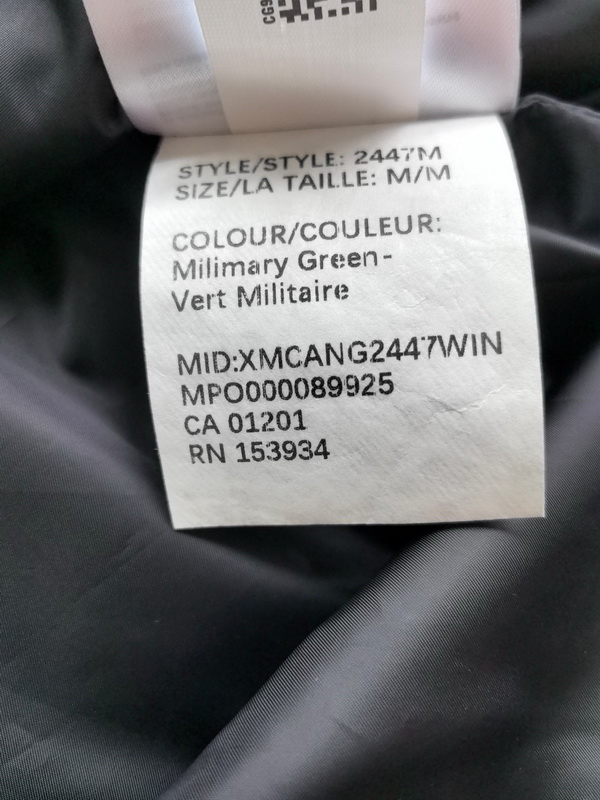 CG9
STYLE/STYLE: 2447M
SIZE/LA TAILLE: M/M
COLOUR/COULEUR:
Milimary Green-
Vert Militaire
MID:XMCANG2447WIN
MPO000089925
CA 01201
RN 153934